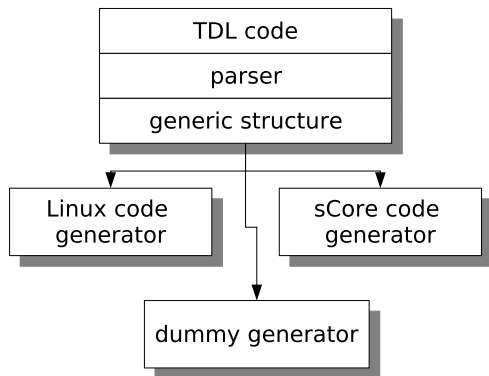 TDL code
parser
generic structure
Linux code
generator
sCore code
generator
dummy generator